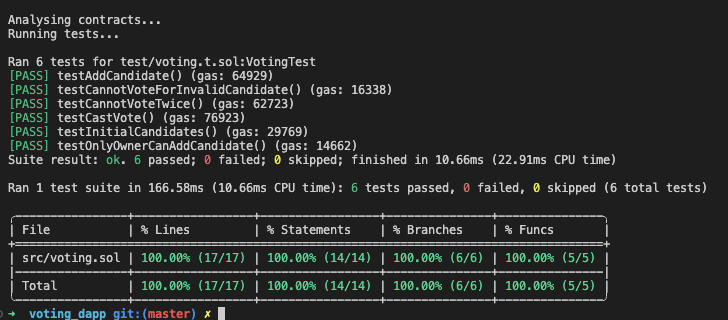 Analysing contracts...
Running tests...
Ran 6 tests for test/voting.t.sol:VotingTest
[PASS] testAddCandidate() (gas: 64929)
[PASS] testCannotVoteForInvalidCandidate() (gas: 16338)
[PASS] testCannotVoteTwice() (gas: 62723)
[PASS] testCastVote() (gas: 76923)
[PASS] testInitialCandidates() (gas: 29769)
[PASS] testOnlyOwnerCanAddCandidate() (gas: 14662)
Suite result: ok. 6 passed; 0 failed; 0 skipped; finished in 10.66ms (22.91ms CPU time)
Ran 1 test suite in 166.58ms (10.66ms CPU time): 6 tests passed, 0 failed, 0 skipped (6 total tests)
| File | % Lines | % Statements | % Branches | % Funcs |
| src/voting.sol | 100.00% (17/17) | 100.00% (14/14) | 100.00% (6/6) | 100.00% (5/5) |
| Total | 100.00% (17/17) | 100.00% (14/14) | 100.00% (6/6) | 100.00% (5/5) |
➜ voting_dapp git:(master) ✗